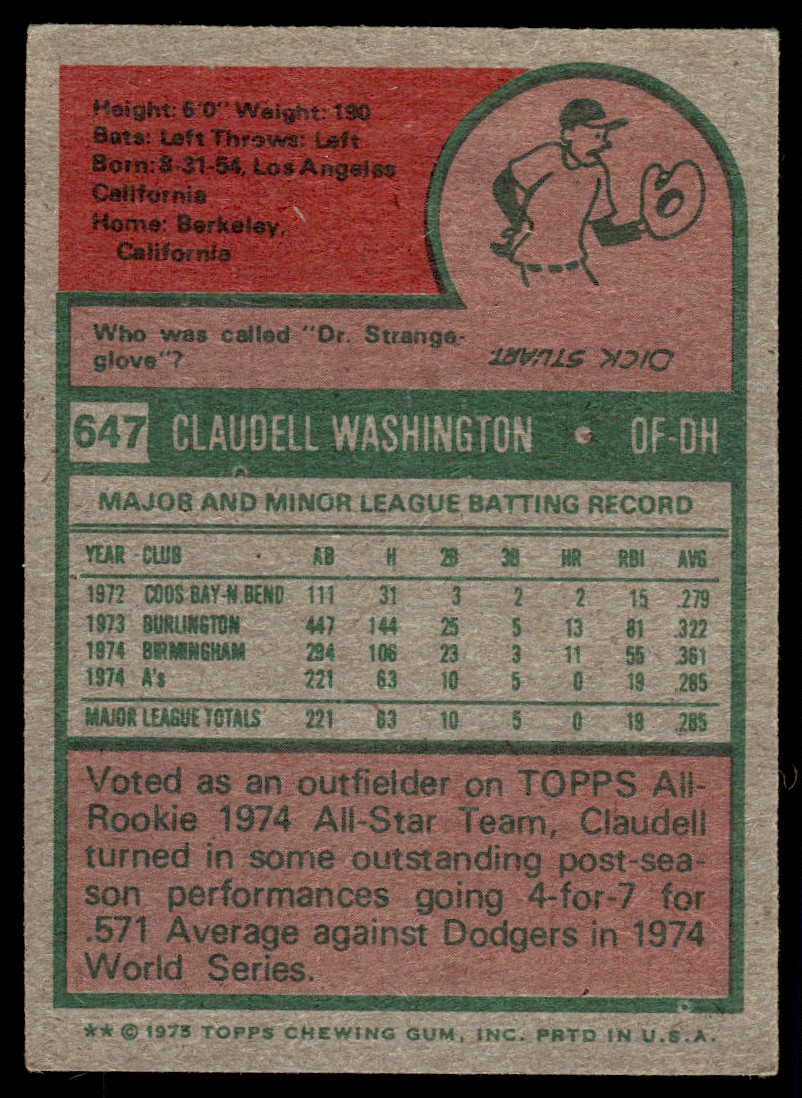 Height: 6'0" Weight: 190
Bats: Left Throws: Left
Born: 8-31-54, Los Angeles
California
Home: Berkeley,
California
Who was called "Dr. Strange-
glove"?
DICK STUART
647 CLAUDELL WASHINGTON • OF-DH
MAJOR AND MINOR LEAGUE BATTING RECORD
YEAR CLUB AB H 2B 3B HR RBI AVG
1972 COOS BAY-N.BEND 111 31 3 2 2 15 .279
1973 BURLINGTON 447 144 25 5 13 81 .322
1974 BIRMINGHAM 294 106 23 3 11 55 .361
1974 A's 221 63 10 5 0 19 .285
MAJOR LEAGUE TOTALS 221 63 10 5 0 19 .285
Voted as an outfielder on TOPPS All-
Rookie 1974 All-Star Team, Claudell
turned in some outstanding post-sea-
son performances going 4-for-7 for
.571 Average against Dodgers in 1974
World Series.
** © 1975 TOPPS CHEWING GUM, INC. PRTD IN U.S.A.